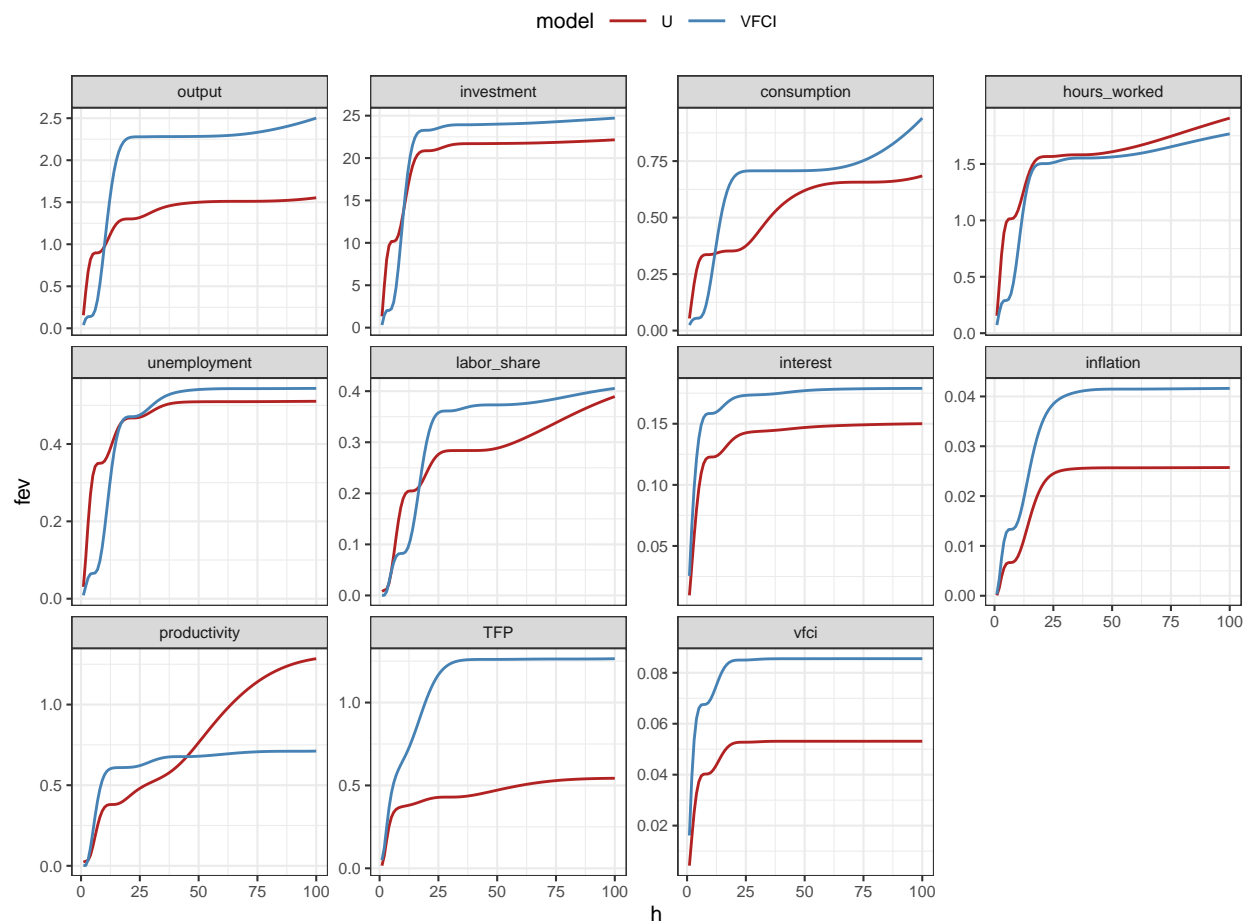 model U VFCI
output investment consumption hours_worked
2.5 2.0 1.5 1.0 0.5 0.0
25 20 15 10 5 0
0.75 0.50 0.25 0.00
1.5 1.0 0.5 0.0
unemployment labor_share interest inflation
0.4 0.2 0.0
0.4 0.3 0.2 0.1 0.0
0.15 0.10 0.05
0.04 0.03 0.02 0.01 0.00
0 25 50 75 100
fev
productivity TFP vfci
1.0 0.5 0.0
1.0 0.5 0.0
0.08 0.06 0.04 0.02
0 25 50 75 100
0 25 50 75 100
0 25 50 75 100
h